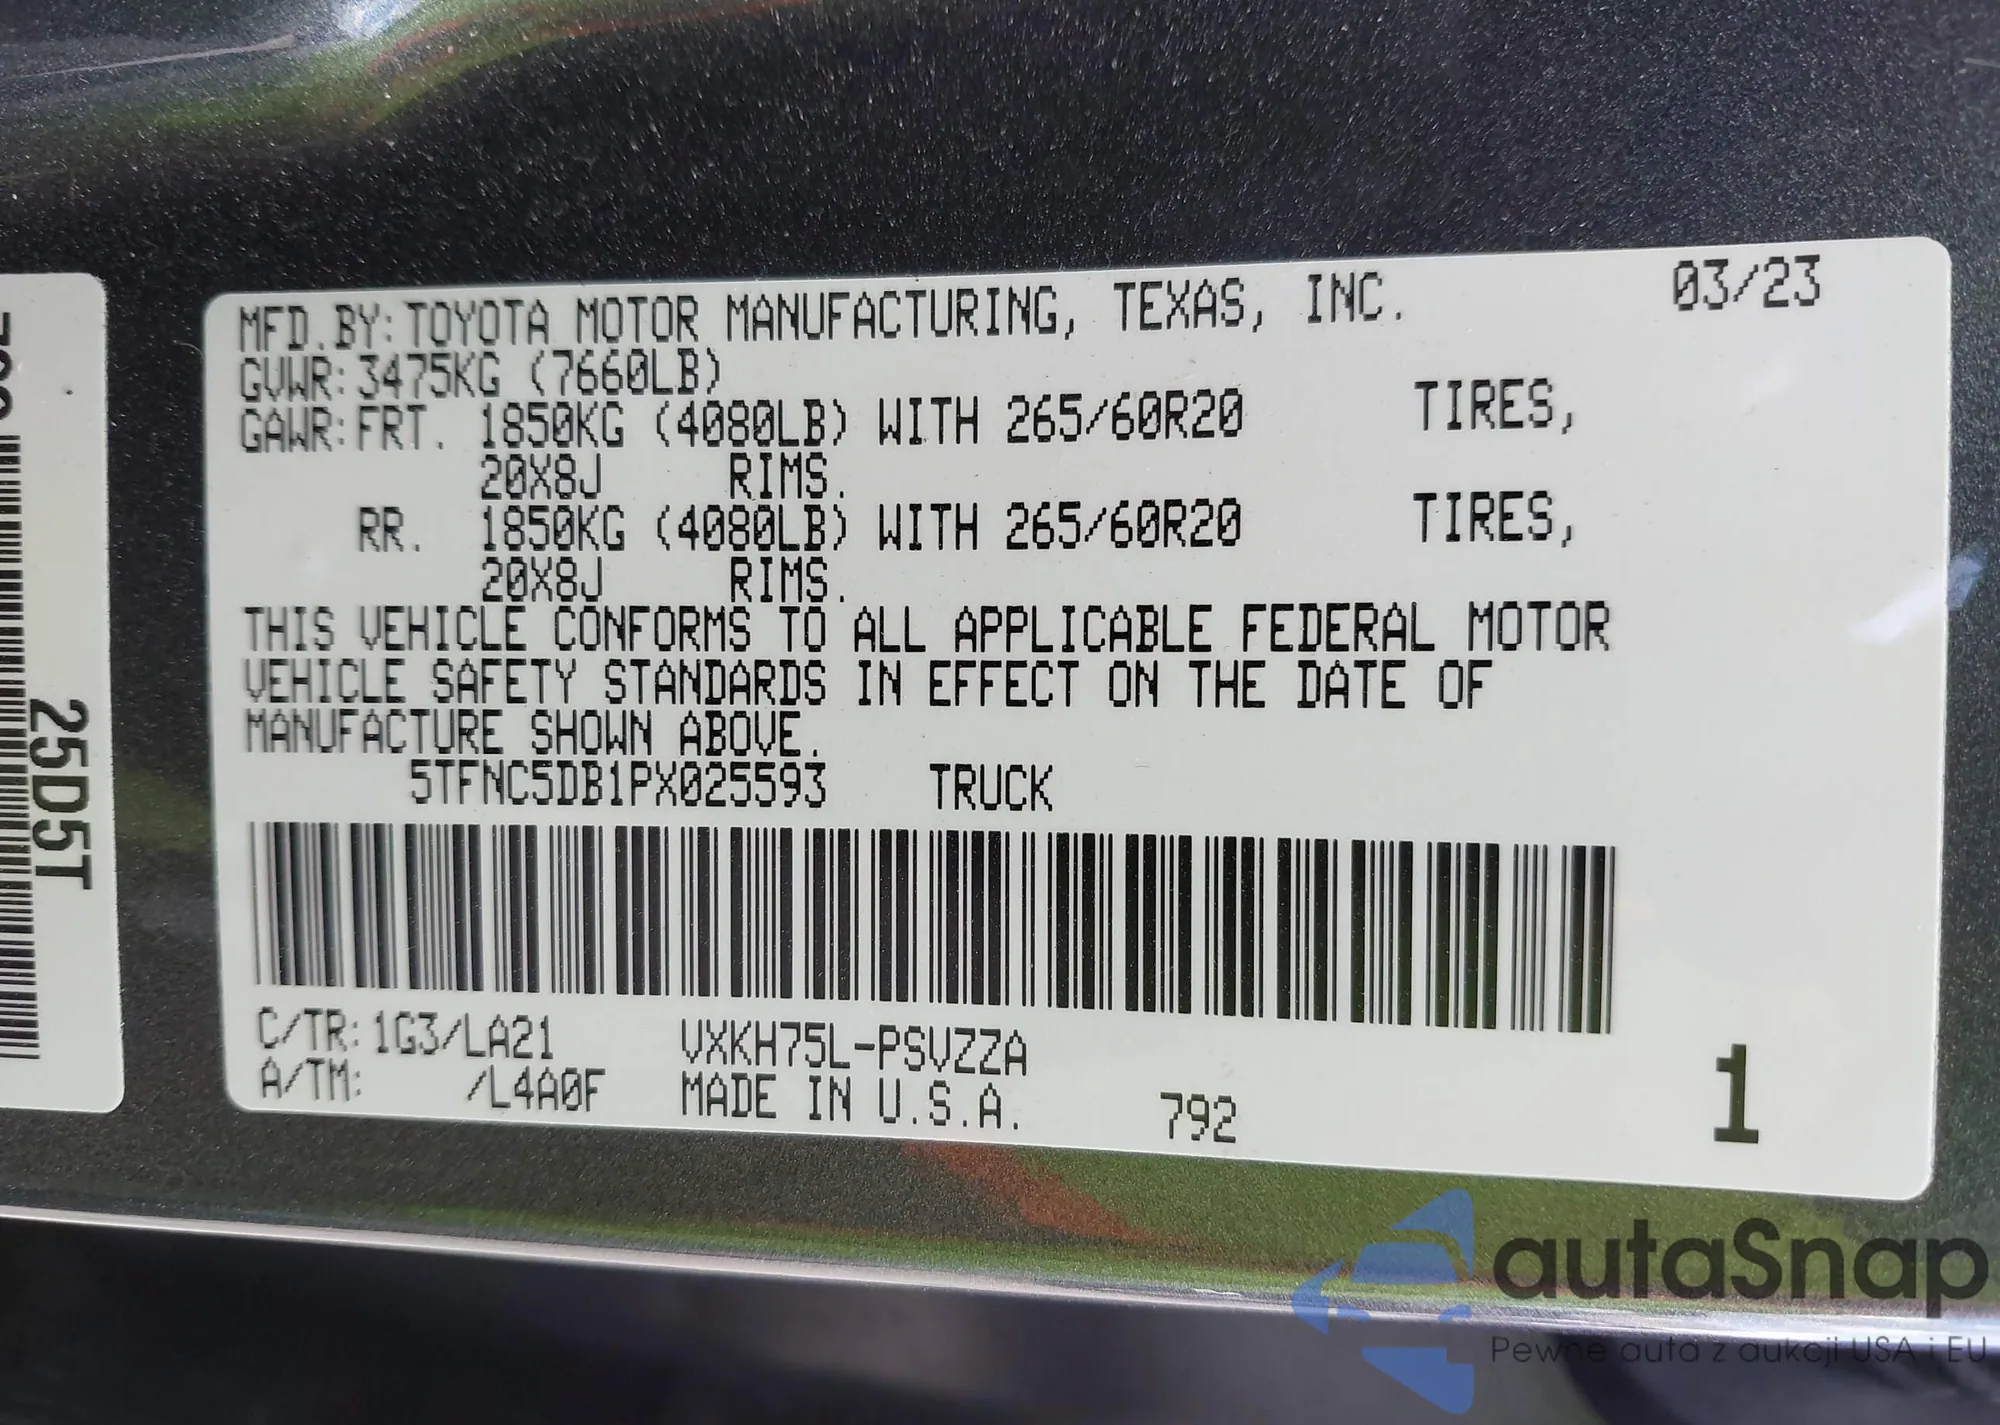 MFD.BY:TOYOTA MOTOR MANUFACTURING, TEXAS, INC. 03/23
GVWR:3475KG (7660LB)
GAWR:FRT. 1850KG (4080LB) WITH 265/60R20 TIRES,
20X8J RIMS.
RR. 1850KG (4080LB) WITH 265/60R20 TIRES,
20X8J RIMS.
THIS VEHICLE CONFORMS TO ALL APPLICABLE FEDERAL MOTOR
VEHICLE SAFETY STANDARDS IN EFFECT ON THE DATE OF
MANUFACTURE SHOWN ABOVE.
5TFNC5DB1PX025593 TRUCK
C/TR:1G3/LA21 VXKH75L-PSVZZA
A/TM: /L4A0F MADE IN U.S.A. 792 1
25D5T
autaSnap
Pewne auta z aukcji USA i EU